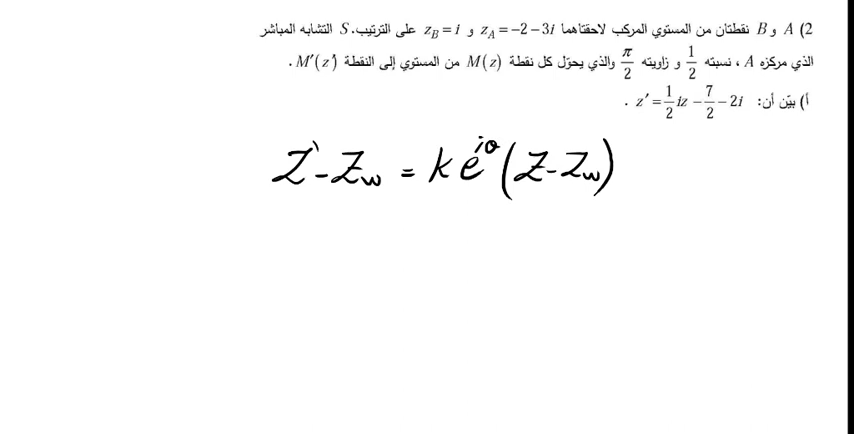 2) A و B نقطتان من المستوي المركب لاحقتاهما z_A = −2 − 3i و z_B = i على الترتيب. S التشابه المباشر
الذي مركزه A ، نسبته 1/2 و زاويته π/2 والذي يحوّل كل نقطة M(z) من المستوي إلى النقطة M′(z′) .
أ) بيّن أن: z′ = 1/2 iz − 7/2 − 2i .
Z` − Z_w = k e^{iθ} (Z − Z_w)